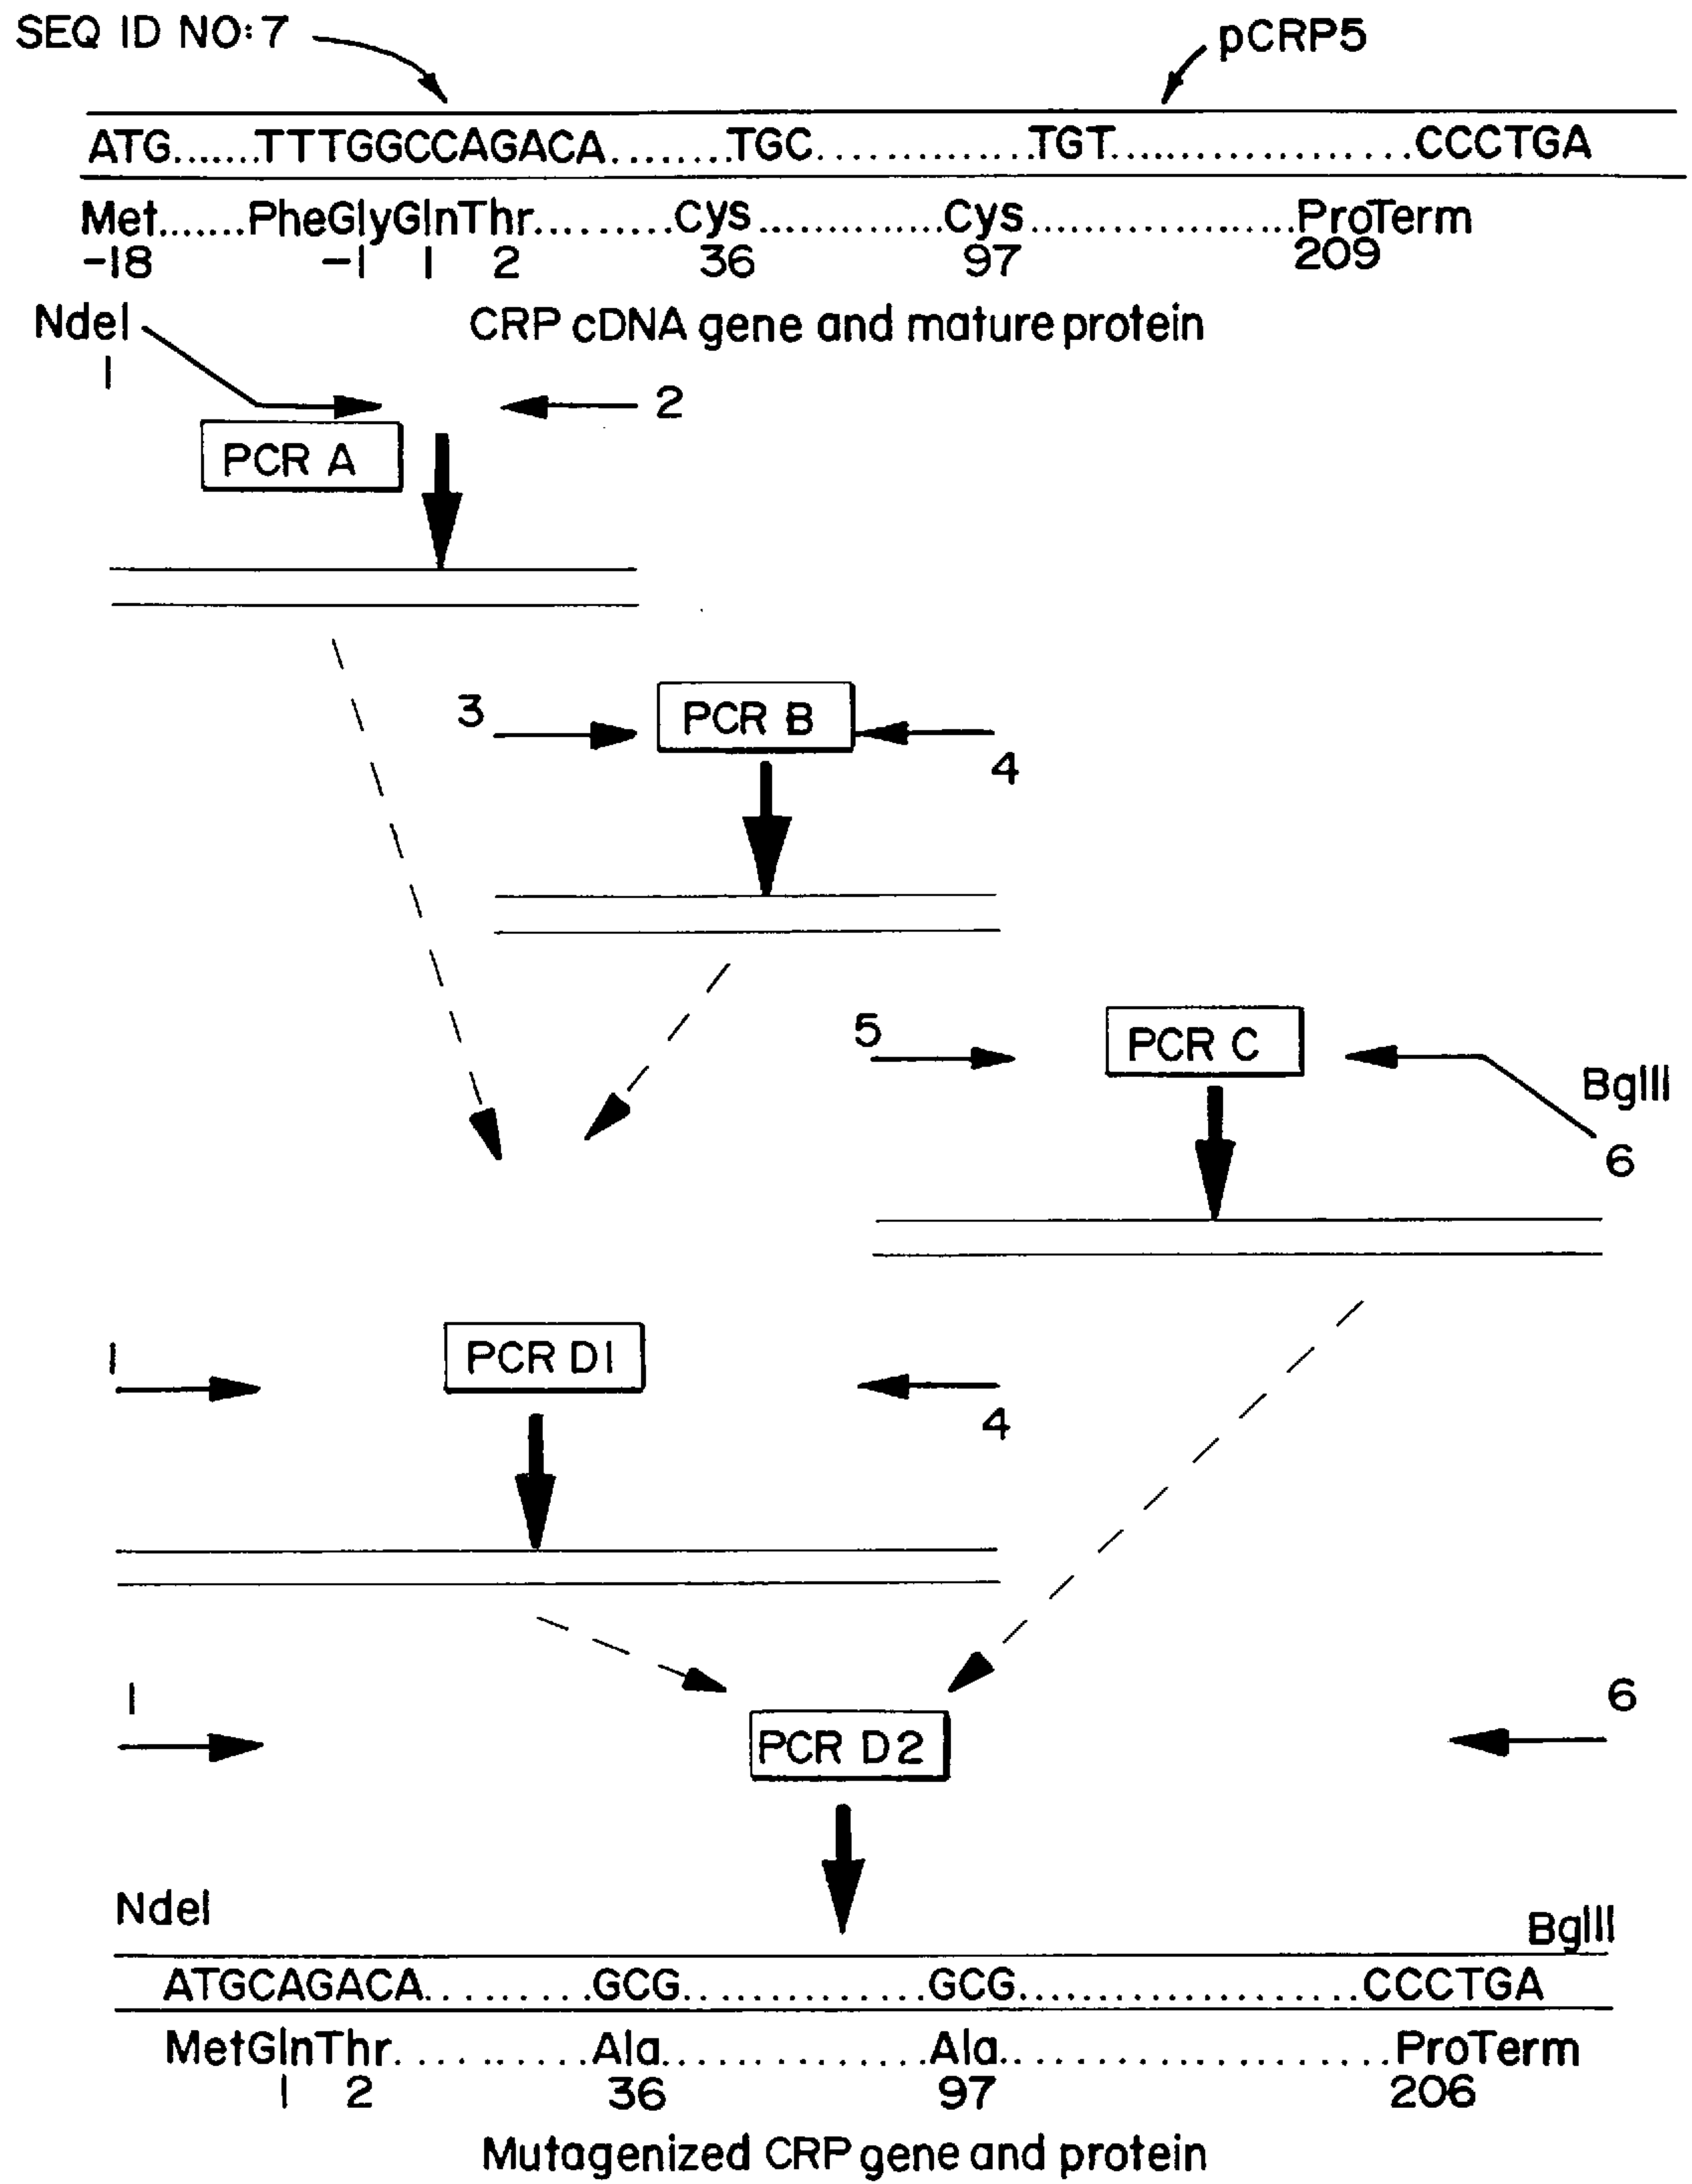 SEQ ID NO:7
pCRP5
ATG.......TTTGGCCAGACA.........TGC................TGT......................CCCTGA
Met.......PheGlyGlnThr..........Cys..............Cys....................ProTerm
-18 -1 1 2 36 97 209
CRP cDNA gene and mature protein
NdeI
1
2
PCR A
3
PCR B
4
5
PCR C
BglII
6
1
PCR D1
4
1
6
PCR D2
NdeI
BglII
ATGCAGACA..........GCG..............GCG....................CCCTGA
MetGlnThr...........Ala...............Ala......................ProTerm
1 2 36 97 206
Mutagenized CRP gene and protein